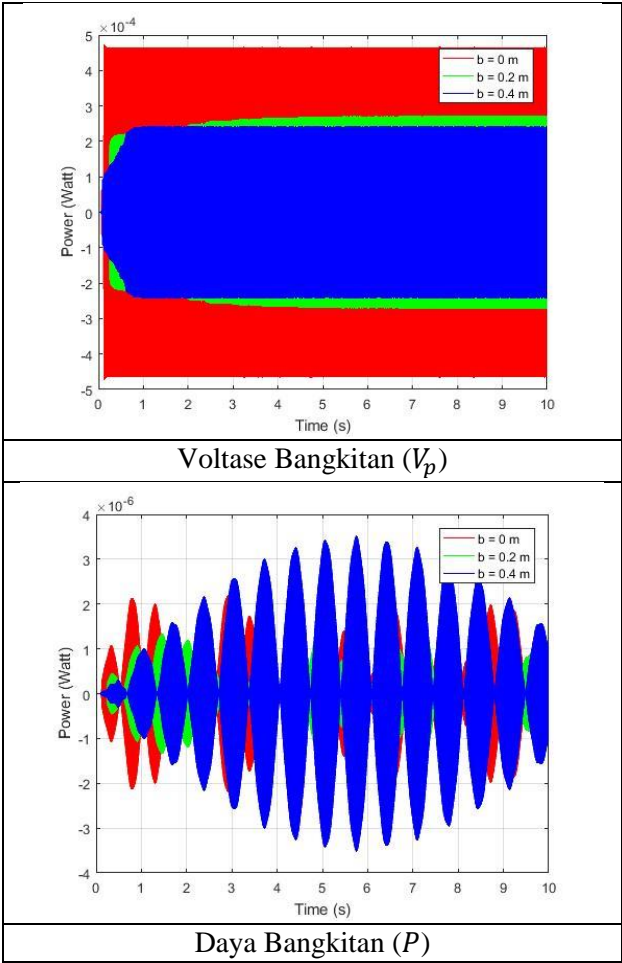 ×10-4
5
4
3
2
1
0
-1
-2
-3
-4
-5
Power (Watt)
b = 0 m
b = 0.2 m
b = 0.4 m
0 1 2 3 4 5 6 7 8 9 10
Time (s)
Voltase Bangkitan (Vp)
×10-6
4
3
2
1
0
-1
-2
-3
-4
Power (Watt)
b = 0 m
b = 0.2 m
b = 0.4 m
0 1 2 3 4 5 6 7 8 9 10
Time (s)
Daya Bangkitan (P)